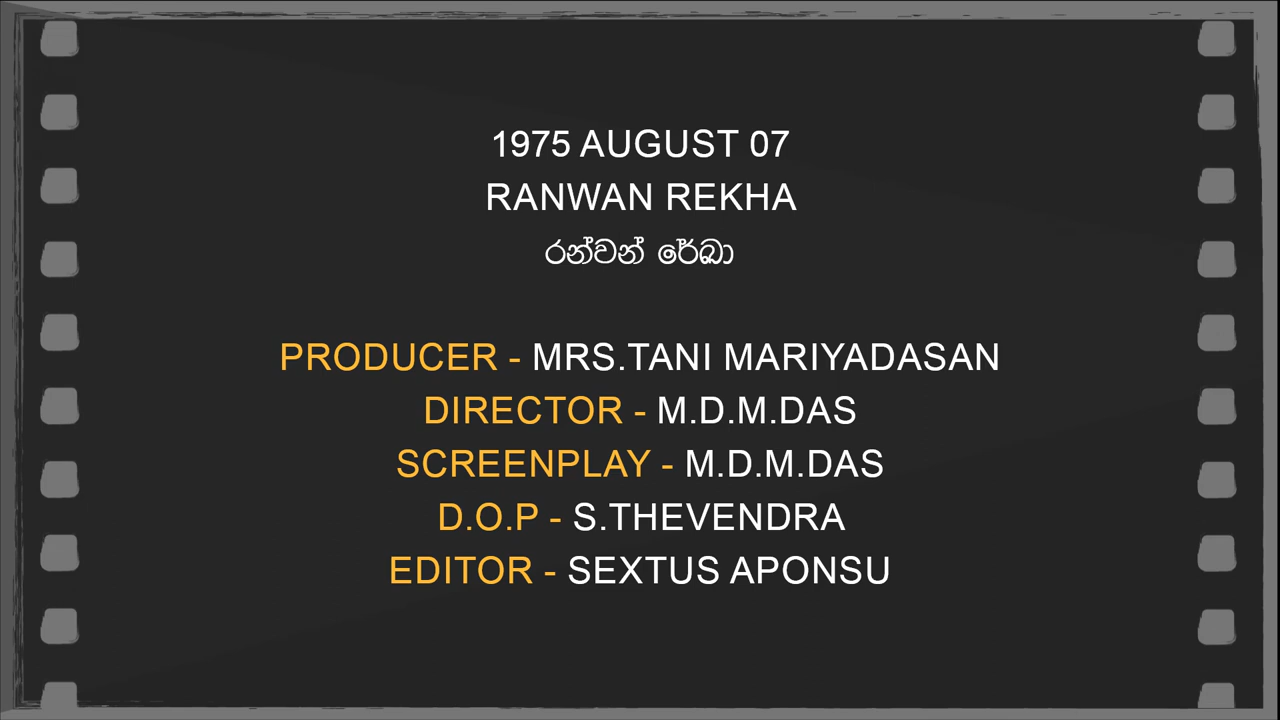 1975 AUGUST 07
RANWAN REKHA
රන්වන් රේඛා
PRODUCER - MRS.TANI MARIYADASAN
DIRECTOR - M.D.M.DAS
SCREENPLAY - M.D.M.DAS
D.O.P - S.THEVENDRA
EDITOR - SEXTUS APONSU